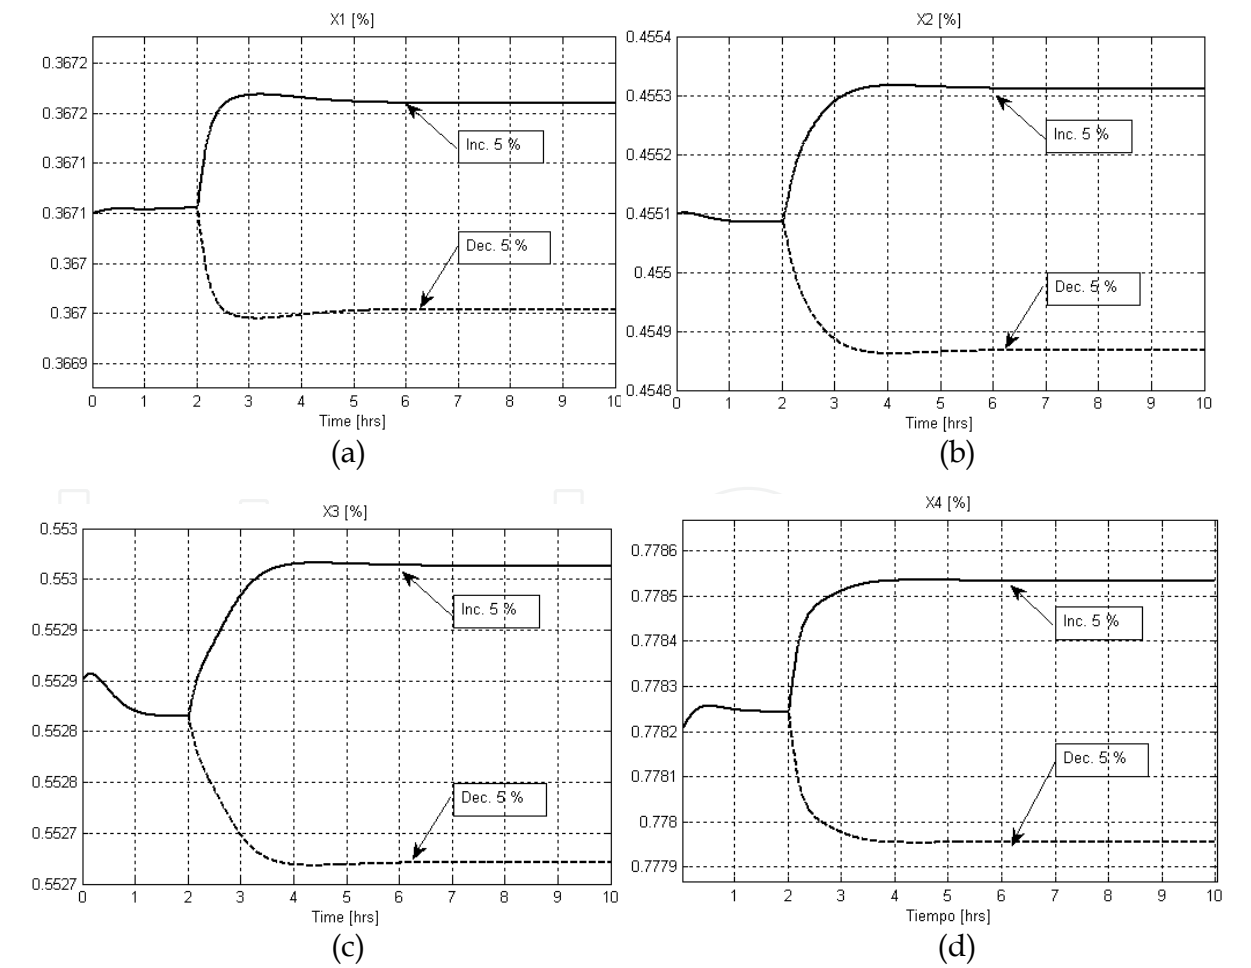 X1 [%]
0.3672
0.3672
0.3671
0.3671
0.367
0.367
0.3669
Inc. 5 %
Dec. 5 %
0 1 2 3 4 5 6 7 8 9 10
Time [hrs]
(a)
X2 [%]
0.4554
0.4553
0.4552
0.4551
0.455
0.4549
0.4548
Inc. 5 %
Dec. 5 %
0 1 2 3 4 5 6 7 8 9 10
Time [hrs]
(b)
X3 [%]
0.553
0.553
0.5529
0.5529
0.5528
0.5528
0.5527
0.5527
Inc. 5 %
Dec. 5 %
0 1 2 3 4 5 6 7 8 9 10
Time [hrs]
(c)
X4 [%]
0.7786
0.7785
0.7784
0.7783
0.7782
0.7781
0.778
0.7779
Inc. 5 %
Dec. 5 %
1 2 3 4 5 6 7 8 9 10
Tiempo [hrs]
(d)